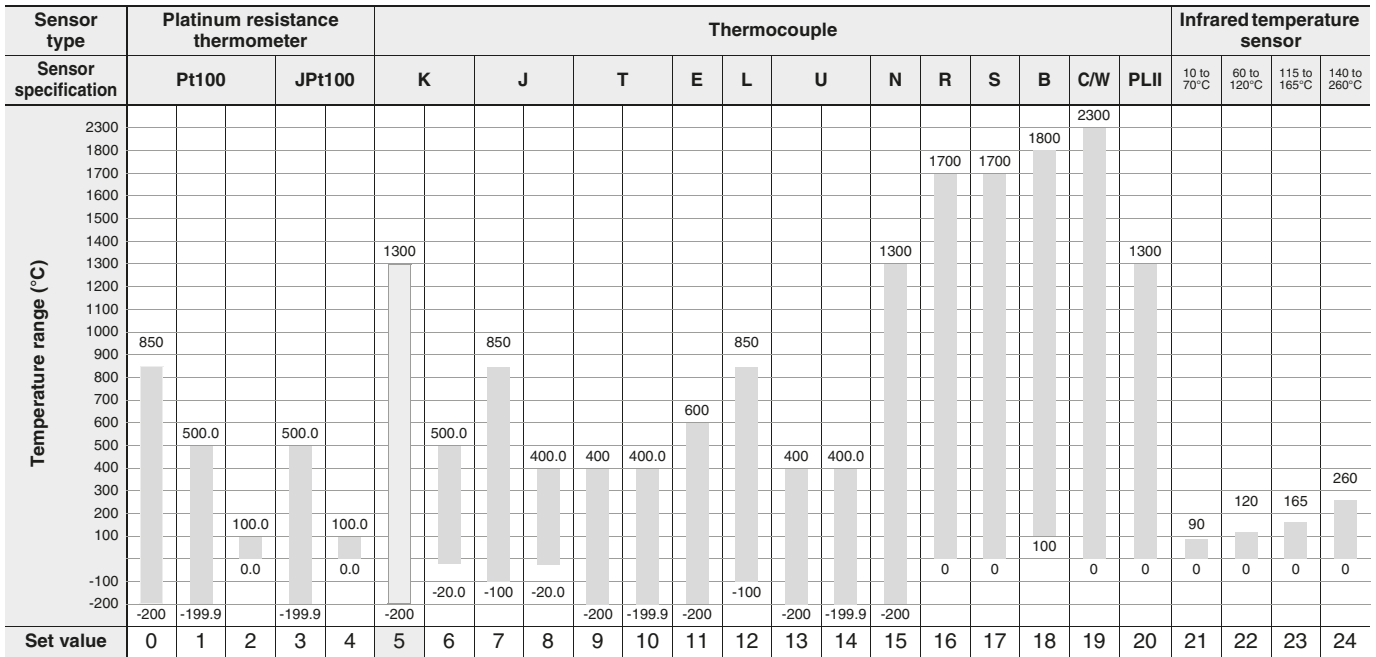 Sensor type Platinum resistance thermometer Thermocouple Infrared temperature sensor
Sensor specification Pt100 JPt100 K J T E L U N R S B C/W PLII 10 to 70°C 60 to 120°C 115 to 165°C 140 to 260°C
Temperature range (°C)
2300 2300
1800 1800
1700 1700 1700
1600
1500
1400 1300 1300 1300
1300
1200
1100
1000
850 850 850
900
800
700
600 600
500.0 500.0 500.0
500
400.0 400 400.0 400 400.0
400
300 260
200 120 165
100.0 100.0 90
100
100
0.0 0.0 0 0 0 0 0 0 0 0
-100 -20.0 -100 -20.0 -100
-200
-200 -199.9 -199.9 -200 -200 -199.9 -200 -200 -199.9 -200
Set value 0 1 2 3 4 5 6 7 8 9 10 11 12 13 14 15 16 17 18 19 20 21 22 23 24